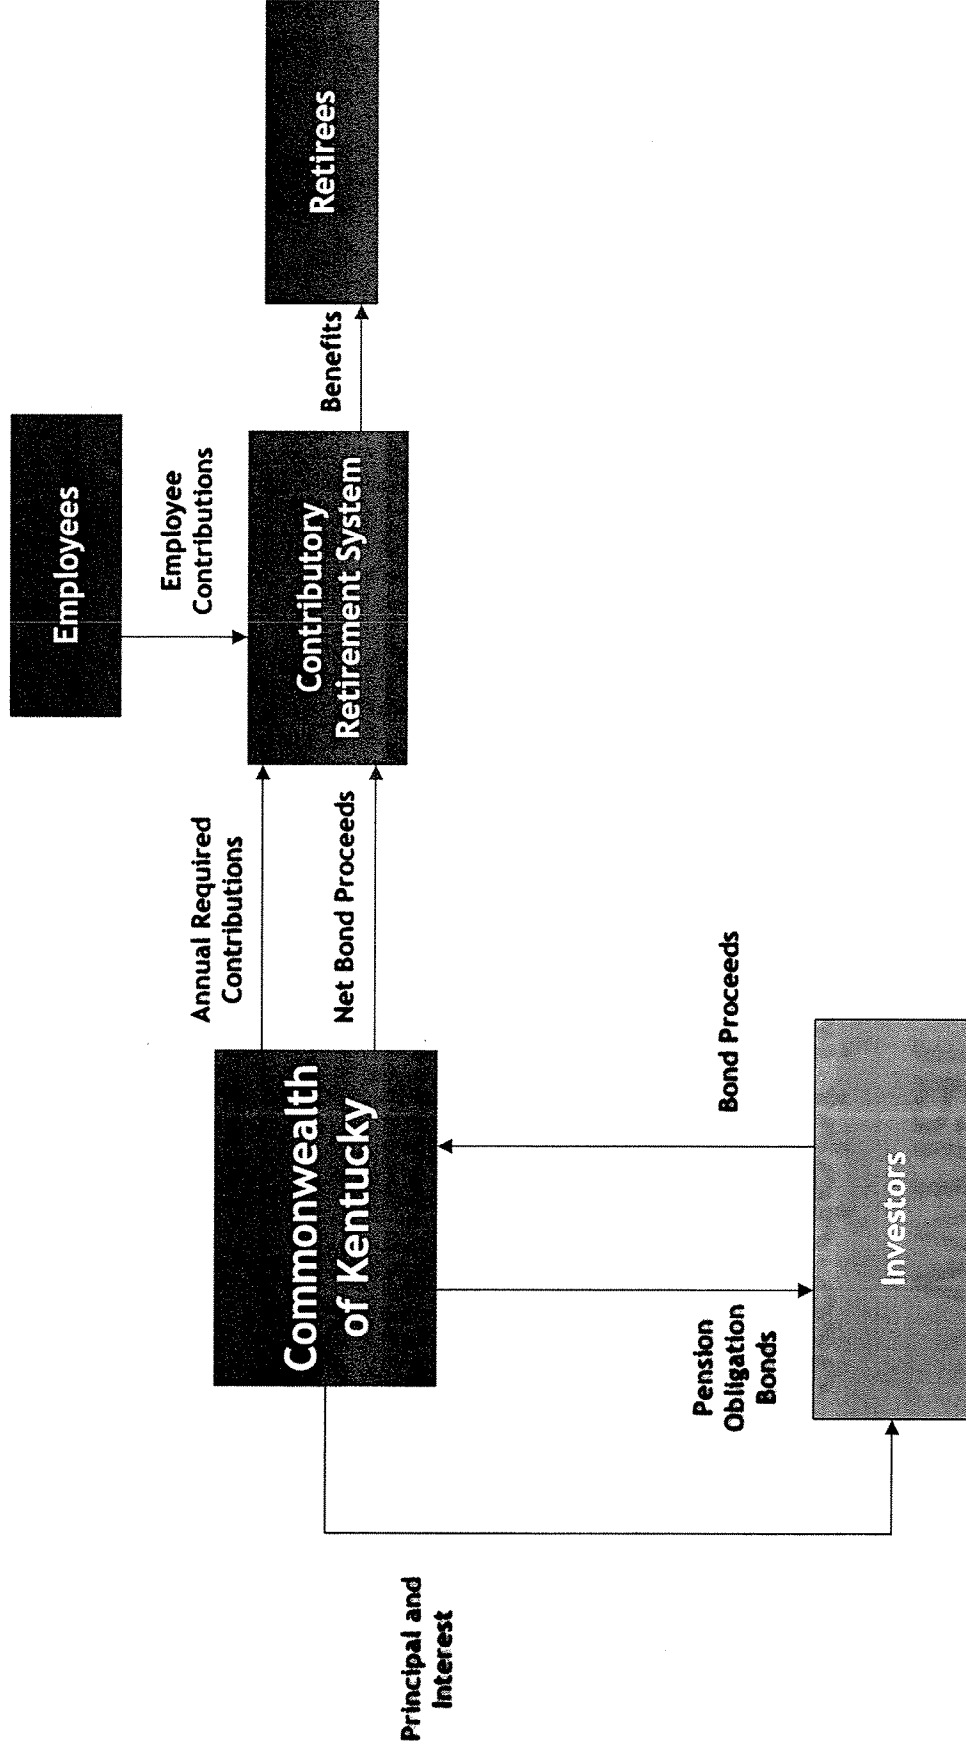 Employees
Employee
Contributions
Annual Required
Contributions
Commonwealth
of Kentucky
Net Bond Proceeds
Contributory
Retirement System
Benefits
Retirees
Principal and
Interest
Pension
Obligation
Bonds
Bond Proceeds
Investors